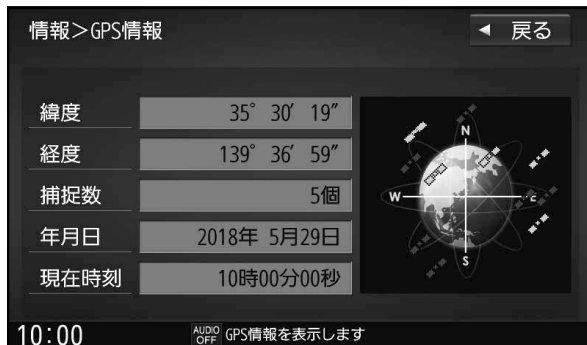 情報＞GPS情報
◀ 戻る
緯度 35° 30′ 19″
経度 139° 36′ 59″
捕捉数 5個
年月日 2018年 5月29日
現在時刻 10時00分00秒
N
W E
S
10:00 AUDIO OFF GPS情報を表示します